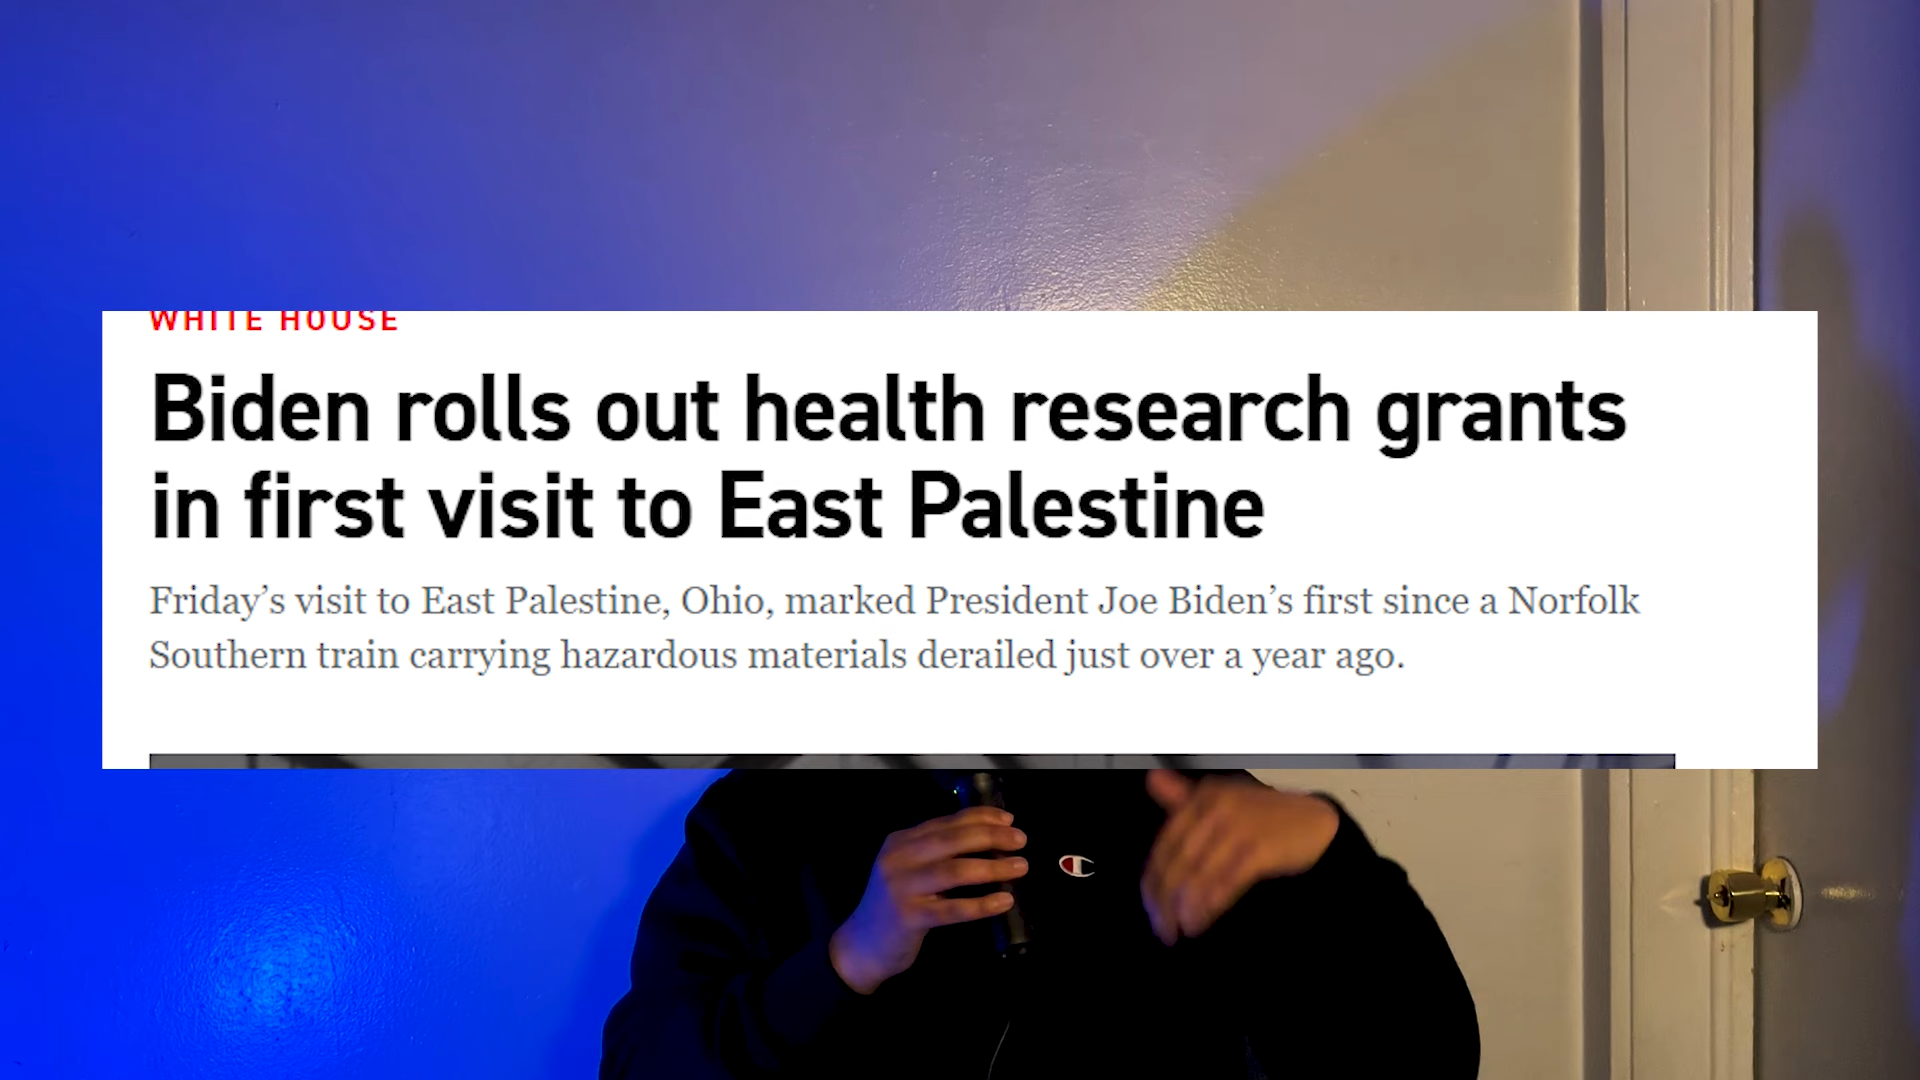 WHITE HOUSE
Biden rolls out health research grants
in first visit to East Palestine
Friday’s visit to East Palestine, Ohio, marked President Joe Biden’s first since a Norfolk
Southern train carrying hazardous materials derailed just over a year ago.